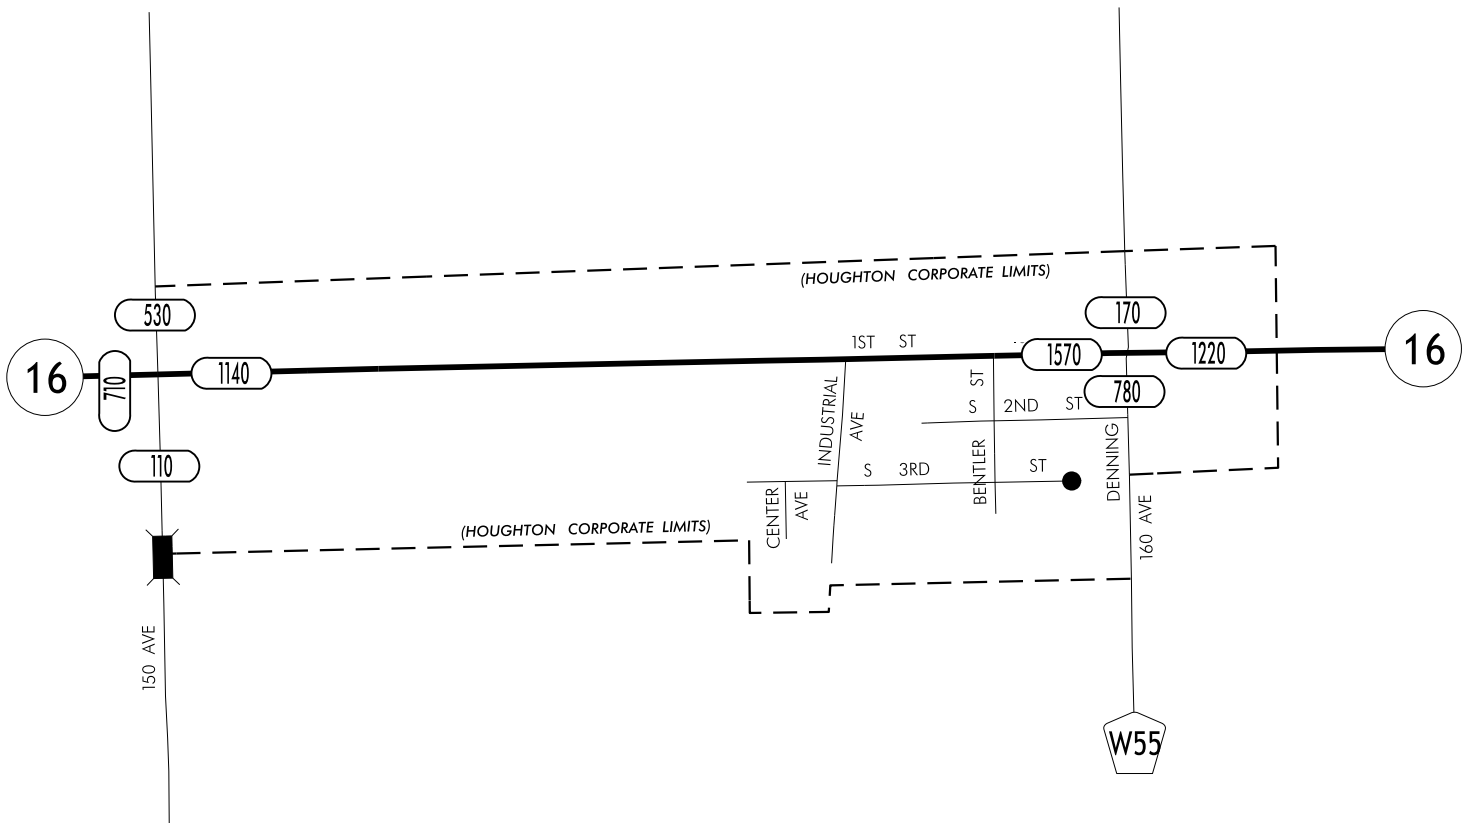 (HOUGHTON CORPORATE LIMITS)
530
170
1ST ST
16
710
1140
1570
1220
16
780
INDUSTRIAL AVE
S 2ND ST
BENTLER ST
DENNING
110
S 3RD ST
CENTER AVE
160 AVE
(HOUGHTON CORPORATE LIMITS)
150 AVE
W55